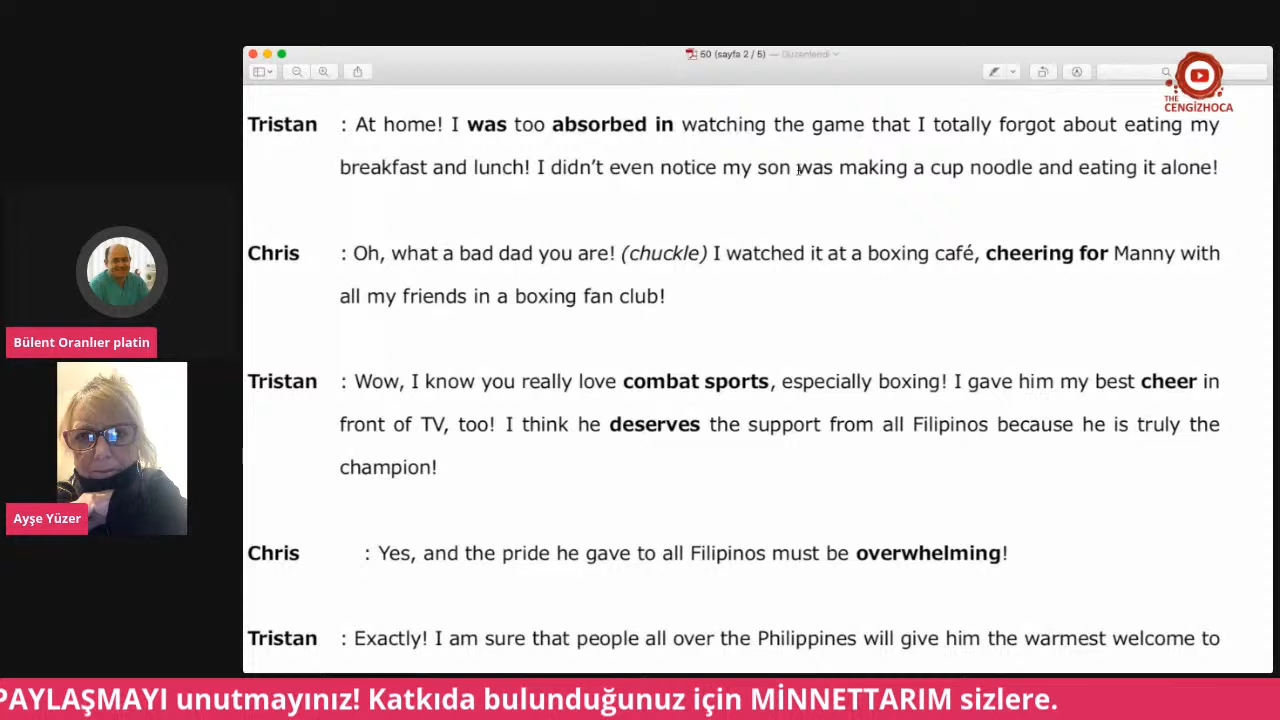 50 (sayfa 2 / 5) — Düzenlendi
THE
CENGİZHOCA
Tristan : At home! I was too absorbed in watching the game that I totally forgot about eating my
breakfast and lunch! I didn’t even notice my son was making a cup noodle and eating it alone!
Chris : Oh, what a bad dad you are! (chuckle) I watched it at a boxing café, cheering for Manny with
all my friends in a boxing fan club!
Tristan : Wow, I know you really love combat sports, especially boxing! I gave him my best cheer in
front of TV, too! I think he deserves the support from all Filipinos because he is truly the
champion!
Chris : Yes, and the pride he gave to all Filipinos must be overwhelming!
Tristan : Exactly! I am sure that people all over the Philippines will give him the warmest welcome to
Bülent Oranlıer platin
Ayşe Yüzer
PAYLAŞMAYI unutmayınız! Katkıda bulunduğunuz için MİNNETTARIM sizlere.